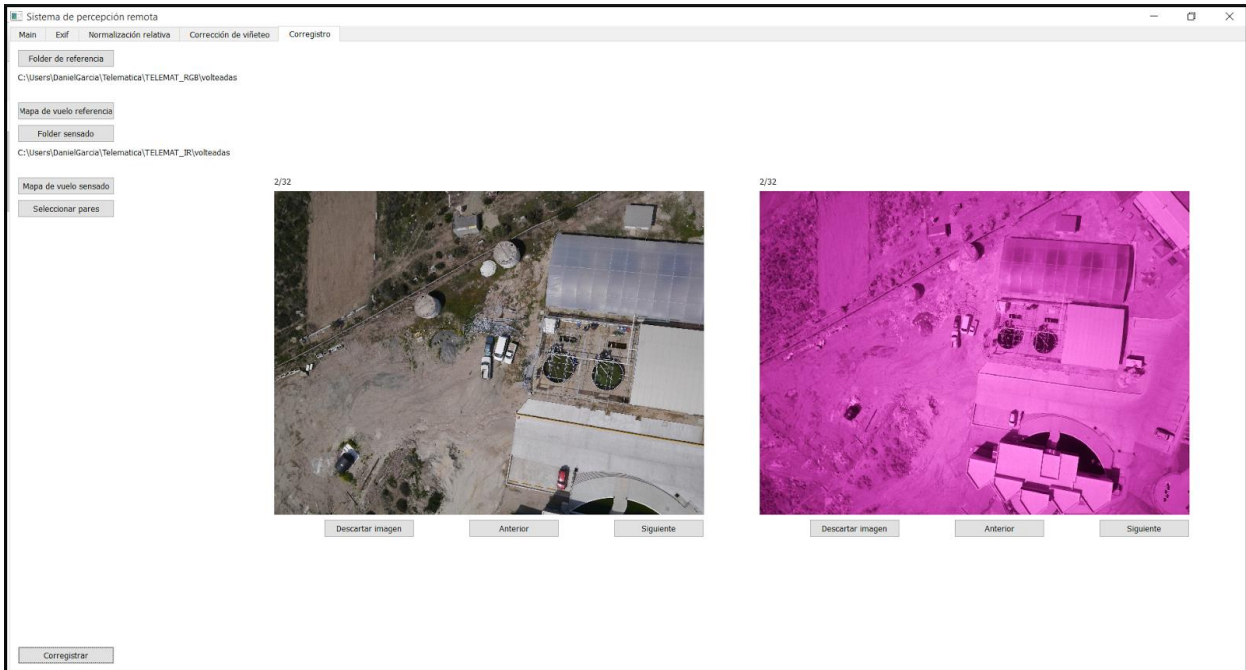 Sistema de percepción remota
Main Exif Normalización relativa Corrección de viñeteo Corregistro
Folder de referencia
C:\Users\DanielGarcia\Telematica\TELEMAT_RGB\volteadas
Mapa de vuelo referencia
Folder sensado
C:\Users\DanielGarcia\Telematica\TELEMAT_IR\volteadas
Mapa de vuelo sensado
Seleccionar pares
2/32 2/32
Descartar imagen Anterior Siguiente Descartar imagen Anterior Siguiente
Corregistrar